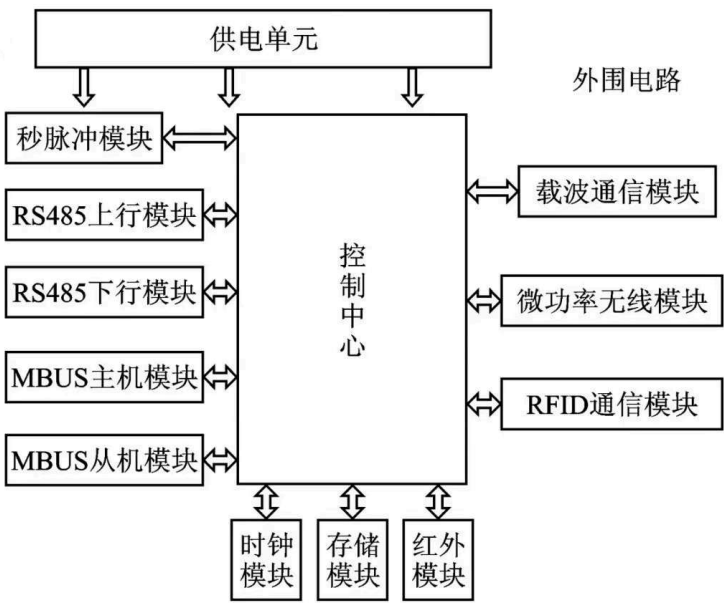 供电单元
外围电路
秒脉冲模块
RS485上行模块
RS485下行模块
MBUS主机模块
MBUS从机模块
控
制
中
心
载波通信模块
微功率无线模块
RFID通信模块
时钟
模块
存储
模块
红外
模块